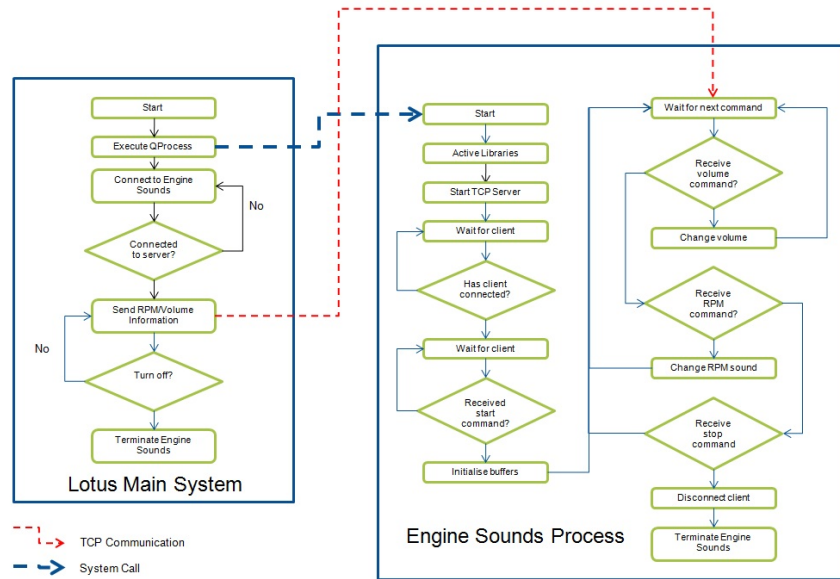 Start
Execute QProcess
Connect to Engine
Sounds
No
Connected
to server?
Send RPM/Volume
Information
No
Turn off?
Terminate Engine
Sounds
Lotus Main System
TCP Communication
System Call
Start
Active Libraries
Start TCP Server
Wait for client
Has client
connected?
Wait for client
Received
start
command?
Initialise buffers
Wait for next command
Receive
volume
command?
Change volume
Receive
RPM
command?
Change RPM sound
Receive
stop
command
Disconnect client
Terminate Engine
Sounds
Engine Sounds Process